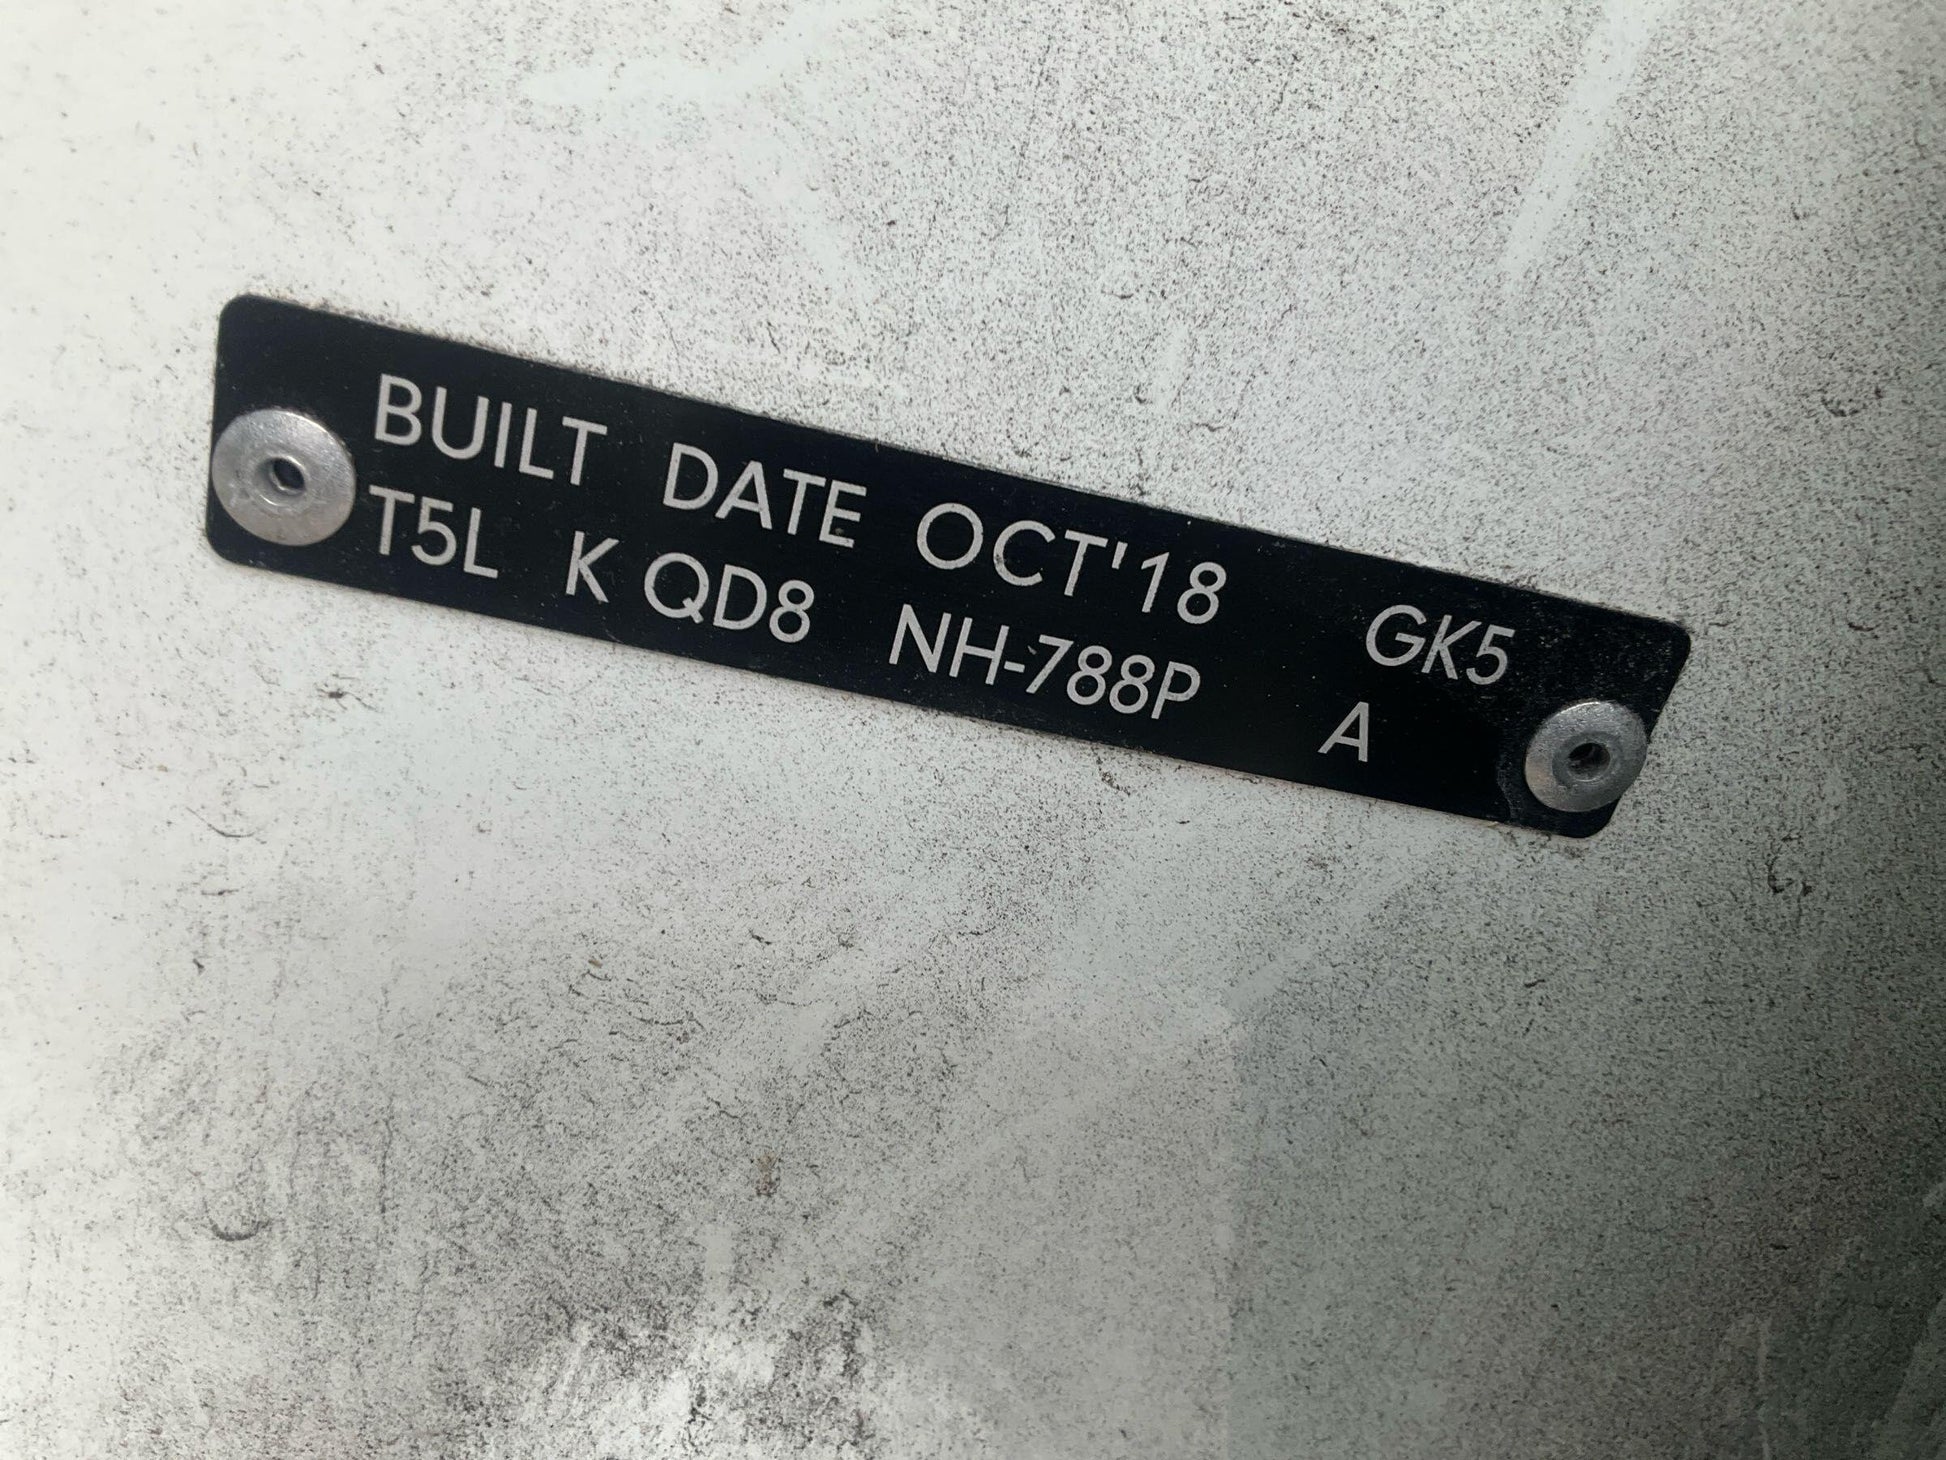 BUILT DATE OCT'18 GK5
T5L K QD8 NH-788P A